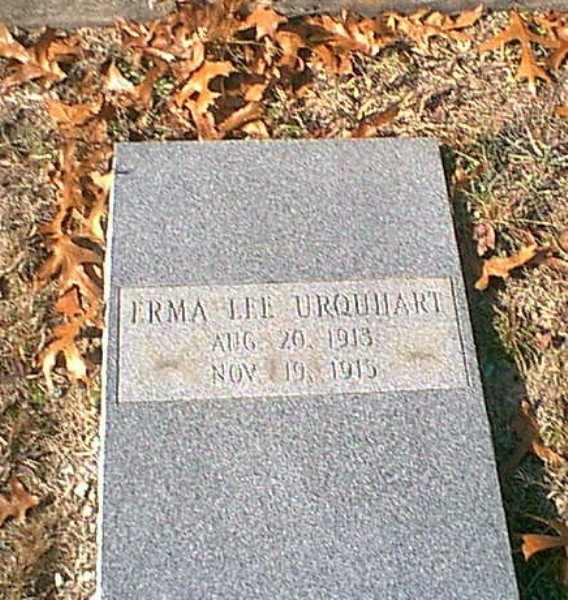 ERMA LEE URQUHART
AUG. 20, 1913
NOV. 19, 1915